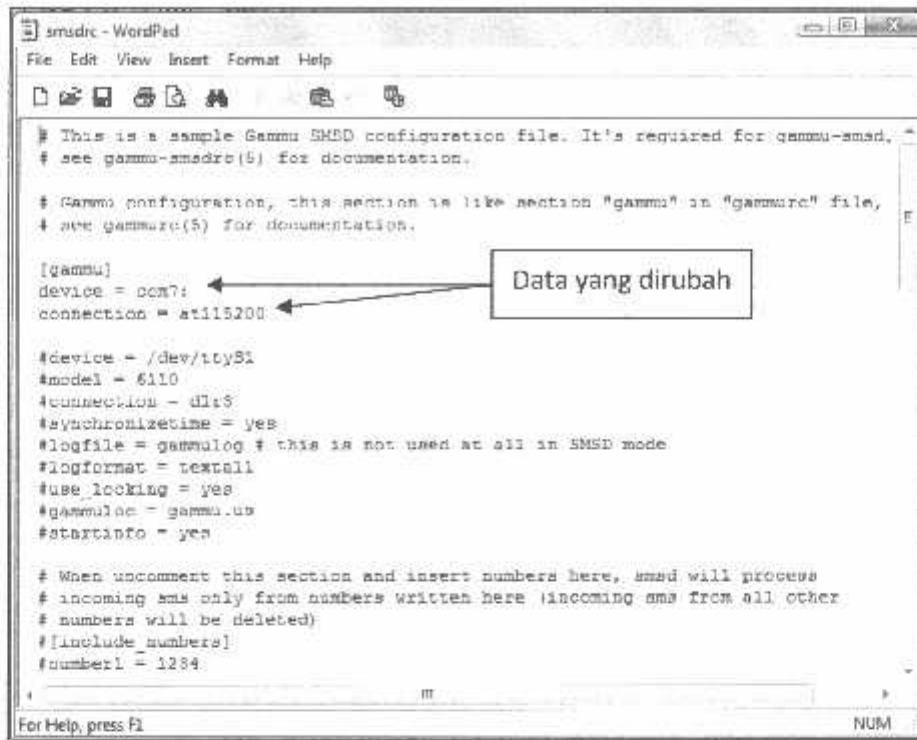 smsdrc - WordPad
File Edit View Insert Format Help
# This is a sample Gammu SMSD configuration file. It's required for gammu-smsd,
# see gammu-smsdrc(5) for documentation.
# Gammu configuration, this section is like section "gammu" in "gammurc" file,
# see gammurc(5) for documentation.
[gammu]
device = com7:
connection = at115200
Data yang dirubah
#device = /dev/ttyS1
#model = 6110
#connection = dlr3
#synchronizetime = yes
#logfile = gammulog # this is not used at all in SMSD mode
#logformat = textall
#use_locking = yes
#gammuloc = gammu.us
#startinfo = yes
# When uncomment this section and insert numbers here, smsd will process
# incoming sms only from numbers written here (incoming sms from all other
# numbers will be deleted)
#[include_numbers]
#number1 = 1234
For Help, press F1
NUM